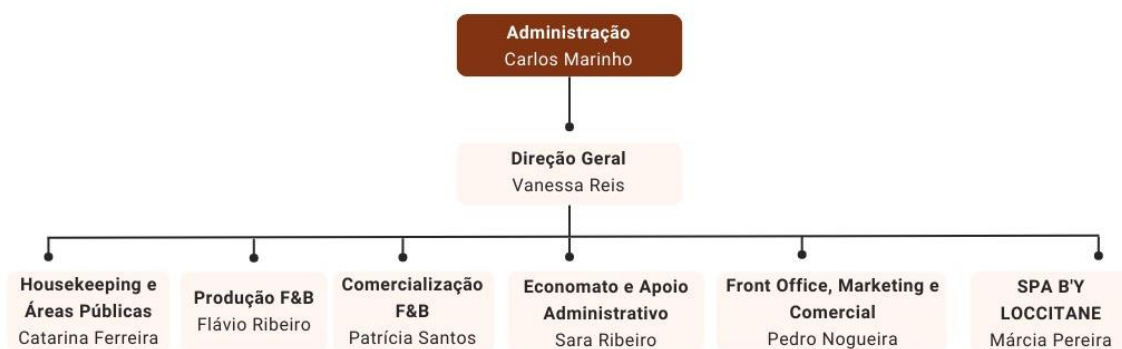 Administração
Carlos Marinho
Direção Geral
Vanessa Reis
Housekeeping e
Áreas Públicas
Catarina Ferreira
Produção F&B
Flávio Ribeiro
Comercialização
F&B
Patrícia Santos
Economato e Apoio
Administrativo
Sara Ribeiro
Front Office, Marketing e
Comercial
Pedro Nogueira
SPA B'Y
LOCCITANE
Márcia Pereira